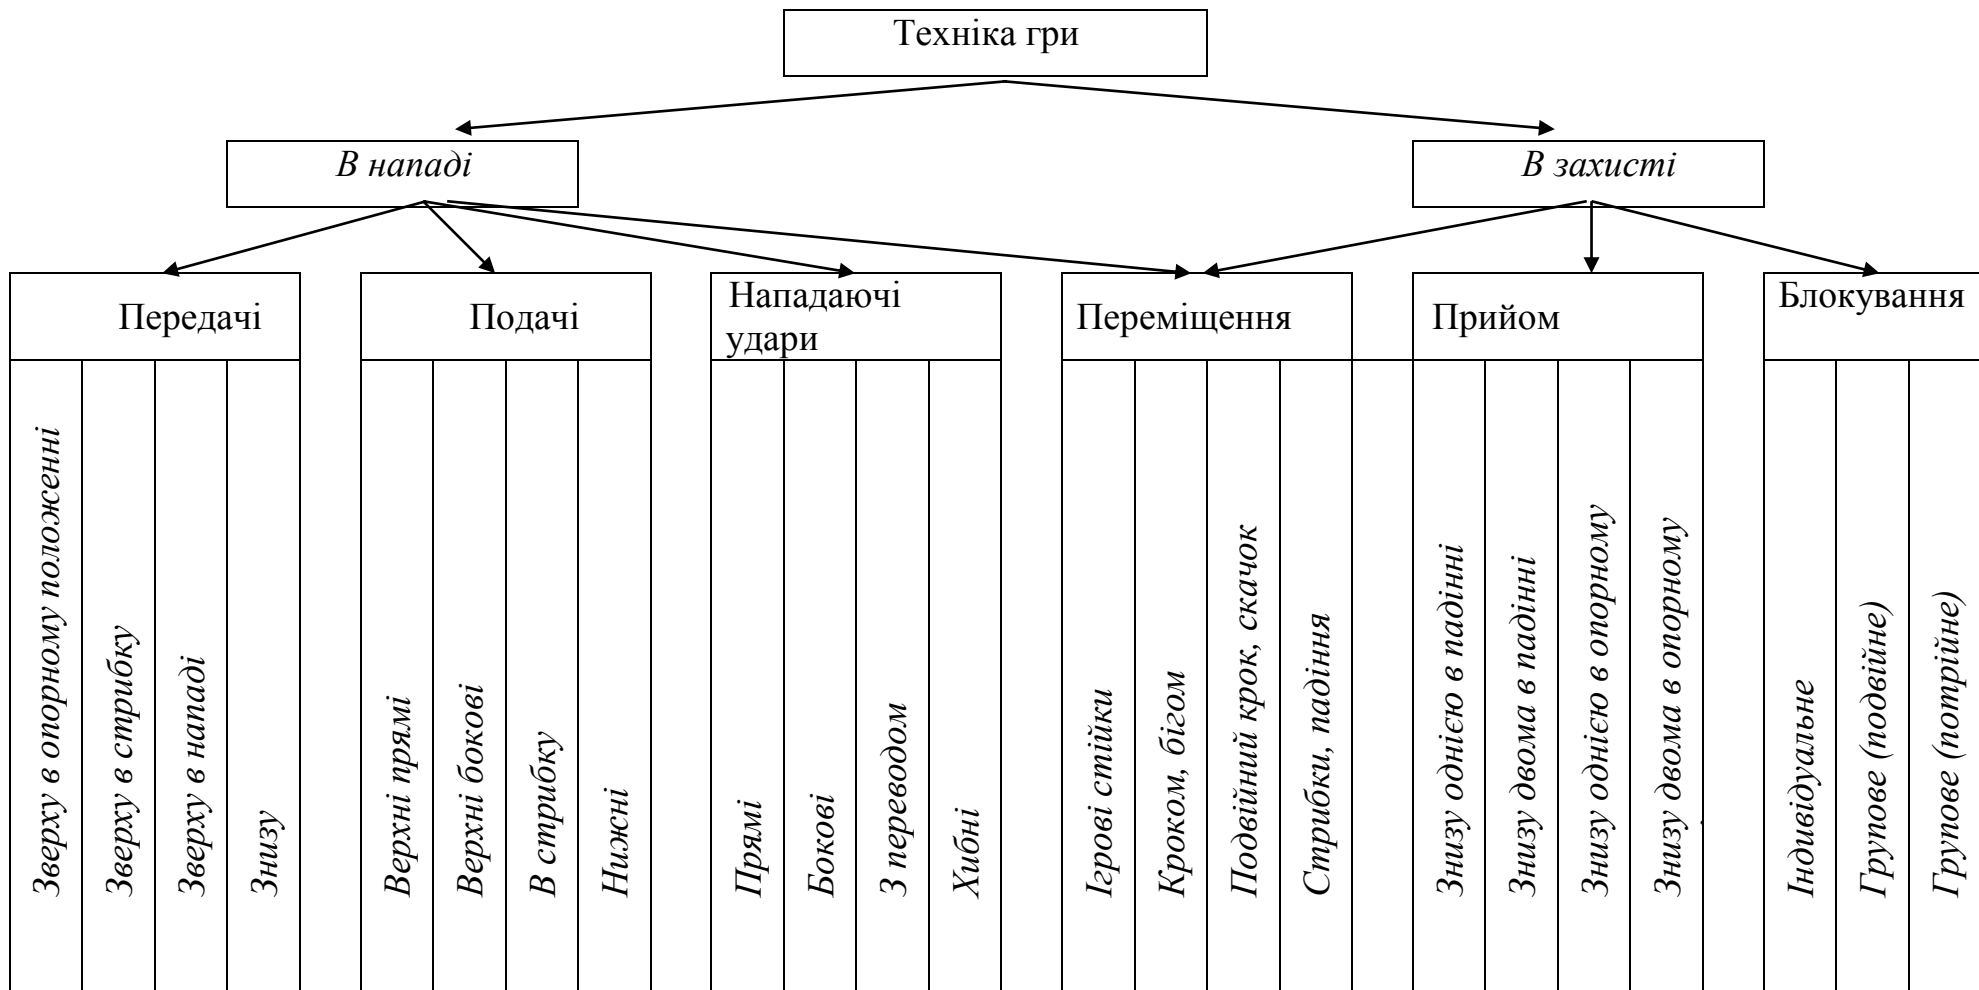 Техніка гри
В нападі
В захисті
Передачі
Подачі
Нападаючі
удари
Переміщення
Прийом
Блокування
Зверху в опорному положенні
Зверху в стрибку
Зверху в нападі
Знизу
Верхні прямі
Верхні бокові
В стрибку
Нижні
Прямі
Бокові
З переводом
Хибні
Ігрові стійки
Кроком, бігом
Подвійний крок, скачок
Стрибки, падіння
Знизу однією в падінні
Знизу двома в падінні
Знизу однією в опорному
Знизу двома в опорному
Індивідуальне
Групове (подвійне)
Групове (потрійне)